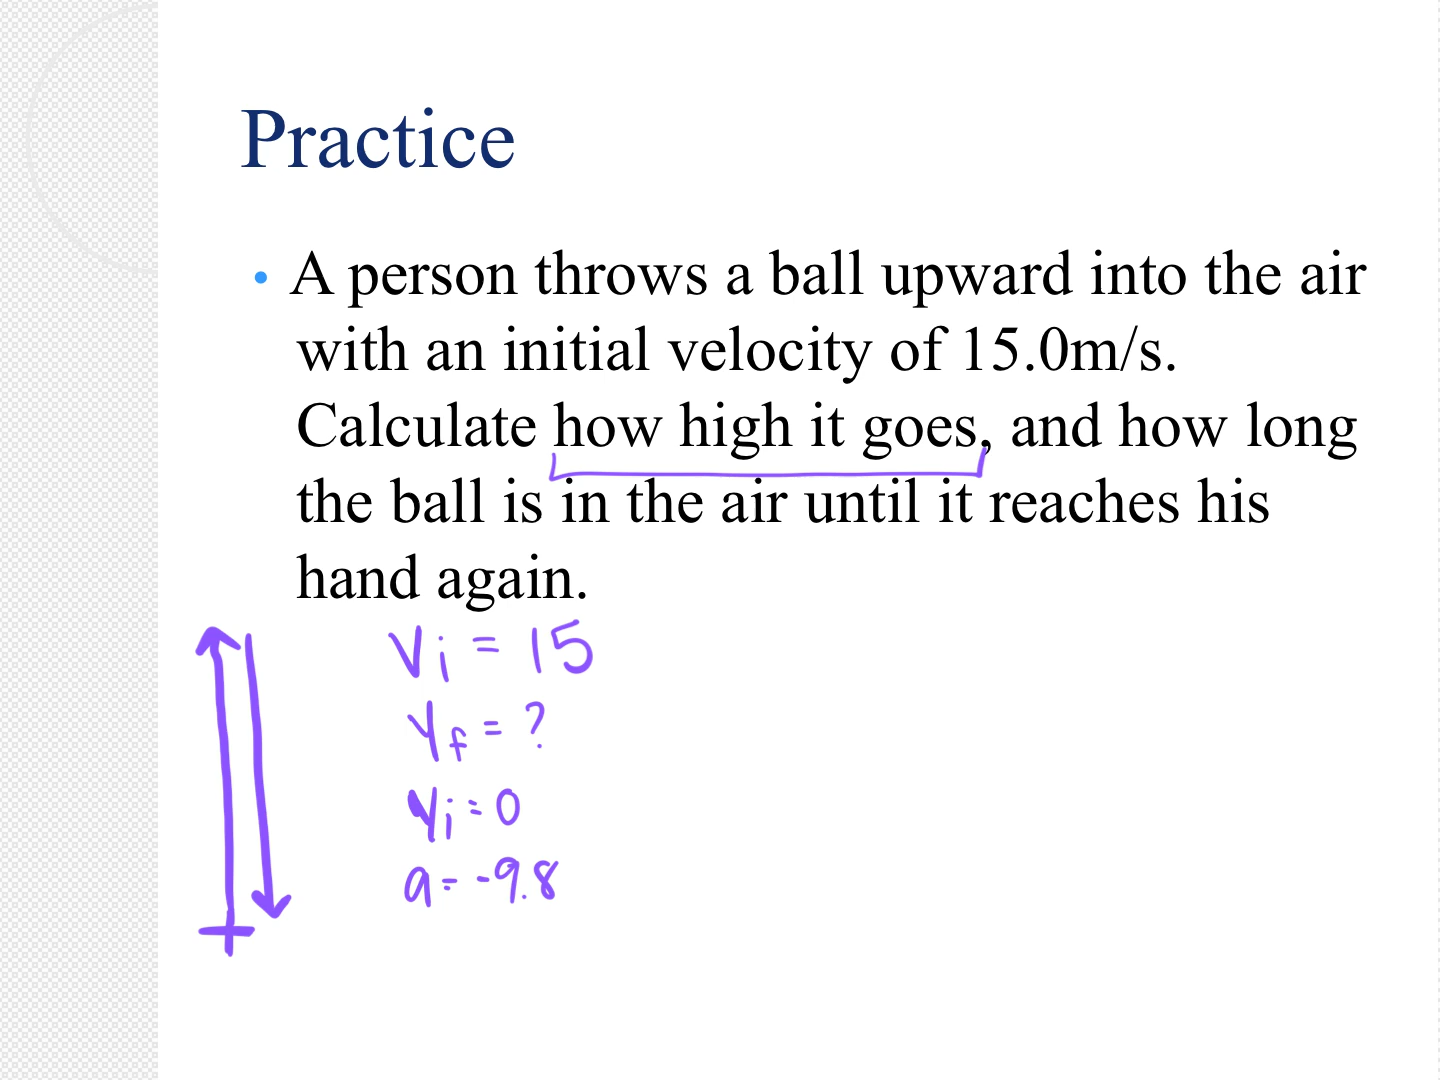 Practice
• A person throws a ball upward into the air
with an initial velocity of 15.0m/s.
Calculate how high it goes, and how long
the ball is in the air until it reaches his
hand again.
Vi = 15
yf = ?
yi = 0
a = -9.8